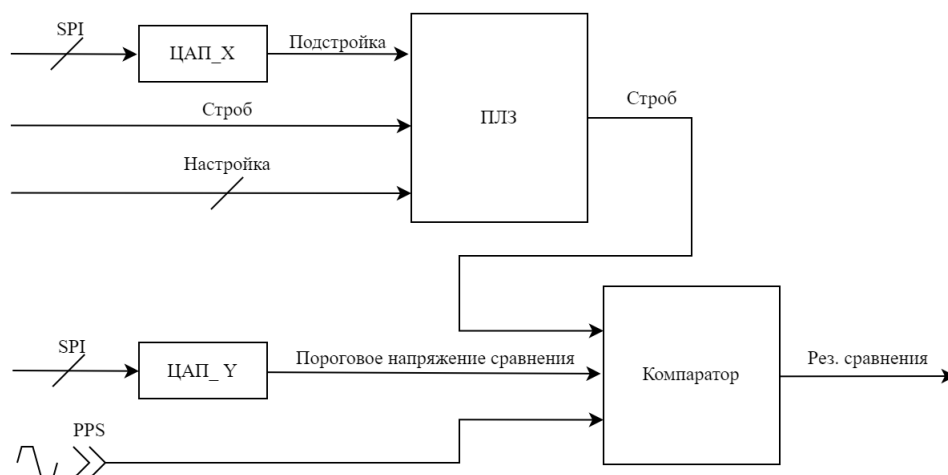 SPI
ЦАП_X
Подстройка
Строб
Настройка
ПЛЗ
Строб
SPI
ЦАП_ Y
Пороговое напряжение сравнения
PPS
Компаратор
Рез. сравнения